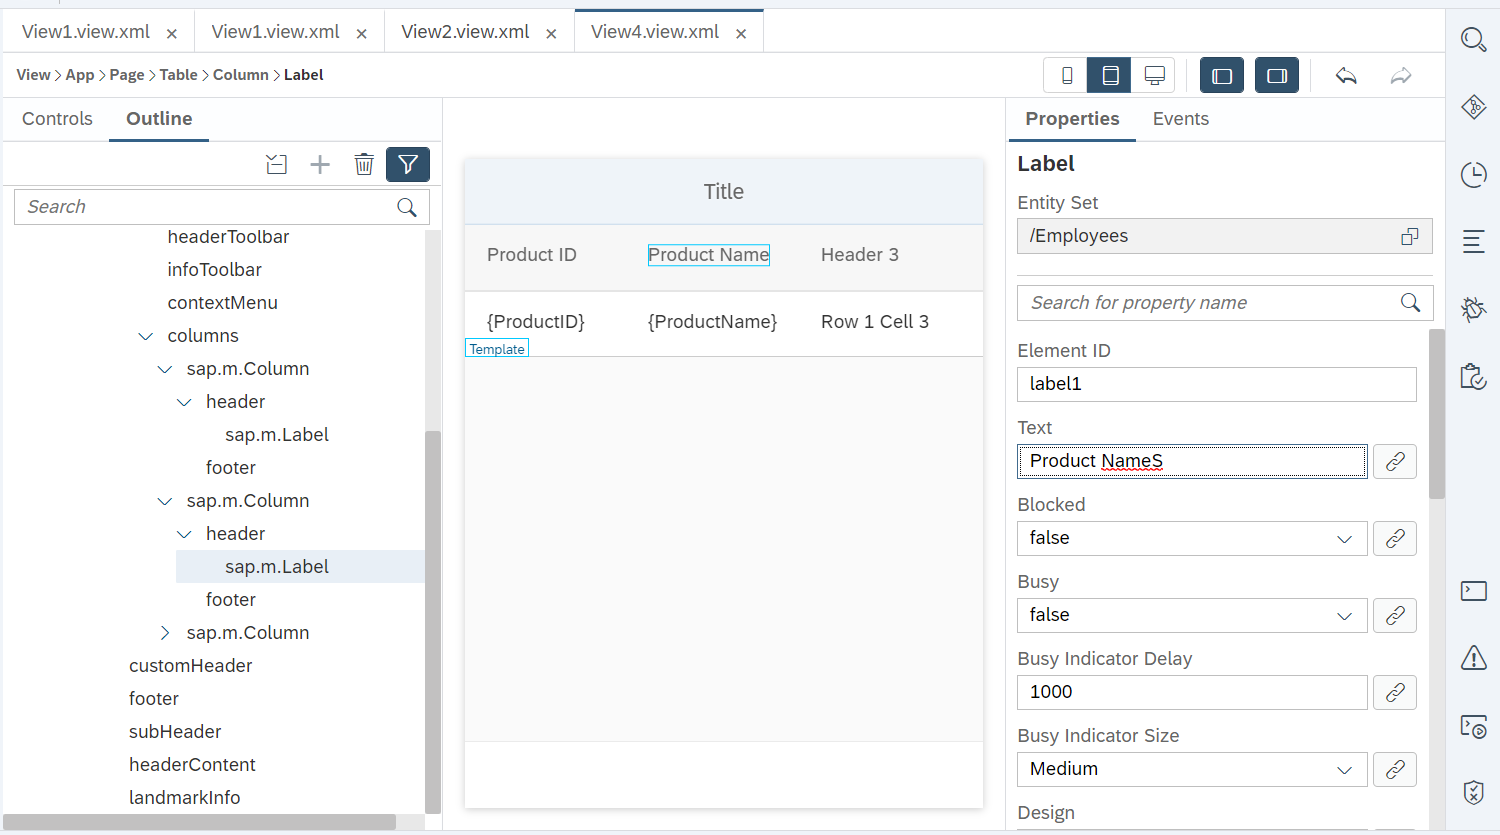 View1.view.xml
View1.view.xml
View2.view.xml
View4.view.xml
View App Page Table Column Label
Controls
Outline
Search
headerToolbar
infoToolbar
contextMenu
columns
sap.m.Column
header
sap.m.Label
footer
sap.m.Column
header
sap.m.Label
footer
sap.m.Column
customHeader
footer
subHeader
headerContent
landmarkInfo
Title
Product ID
Product Name
Header 3
{ProductID}
{ProductName}
Row 1 Cell 3
Template
Properties
Events
Label
Entity Set
/Employees
Search for property name
Element ID
label1
Text
Product NameS
Blocked
false
Busy
false
Busy Indicator Delay
1000
Busy Indicator Size
Medium
Design